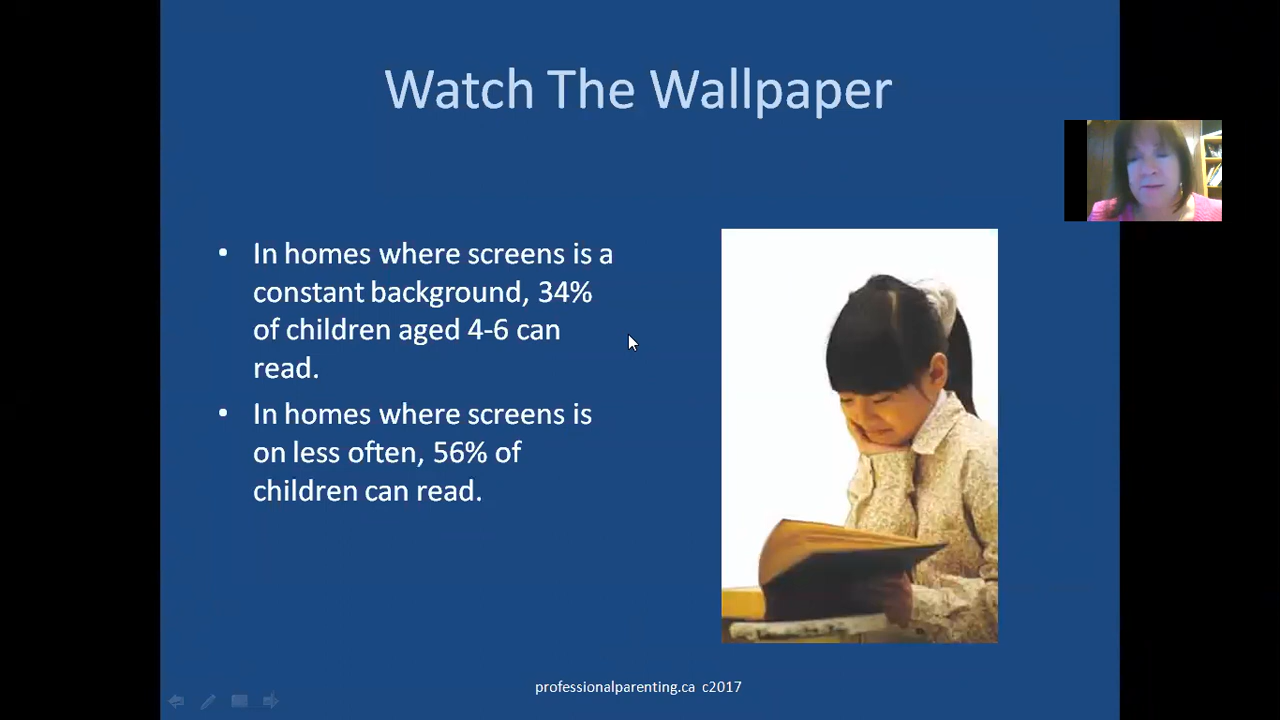 Watch The Wallpaper
• In homes where screens is a
constant background, 34%
of children aged 4-6 can
read.
• In homes where screens is
on less often, 56% of
children can read.
professionalparenting.ca c2017